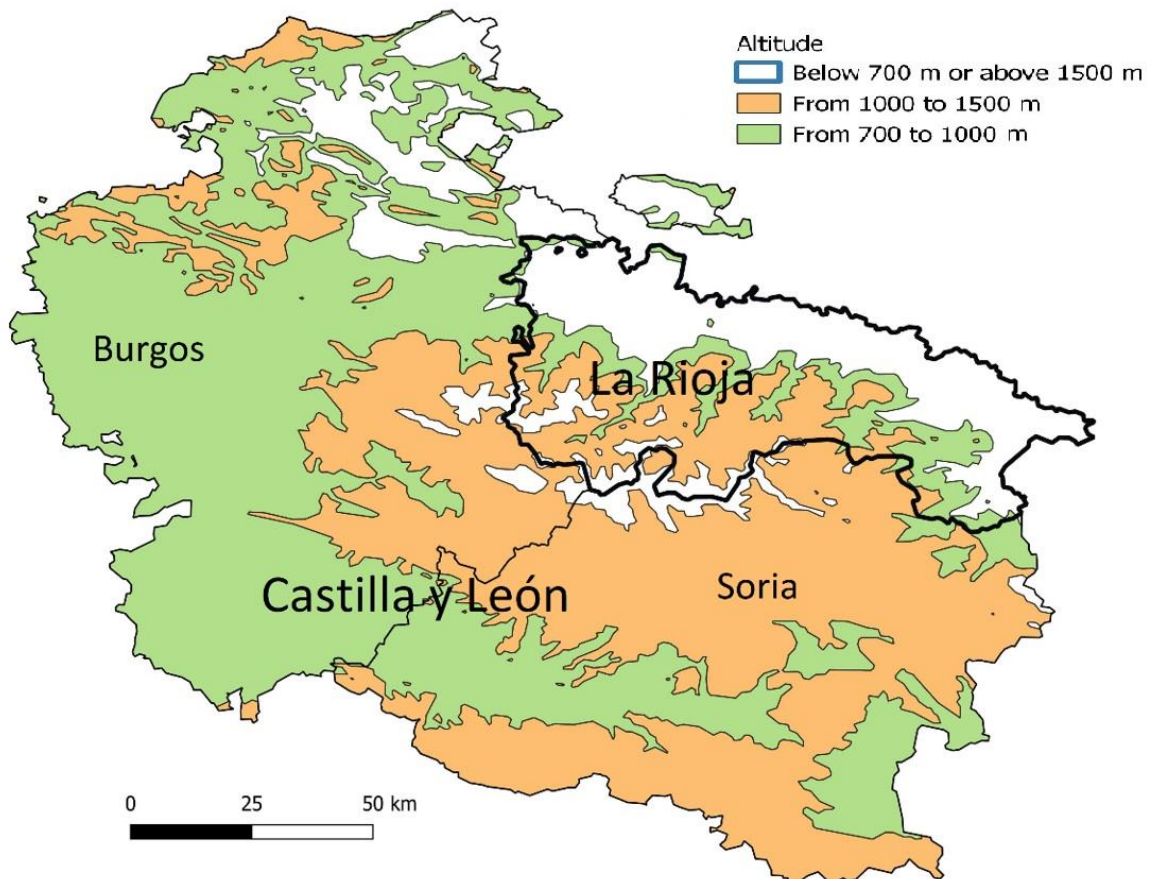 Altitude
Below 700 m or above 1500 m
From 1000 to 1500 m
From 700 to 1000 m
Burgos
La Rioja
Castilla y León
Soria
0 25 50 km